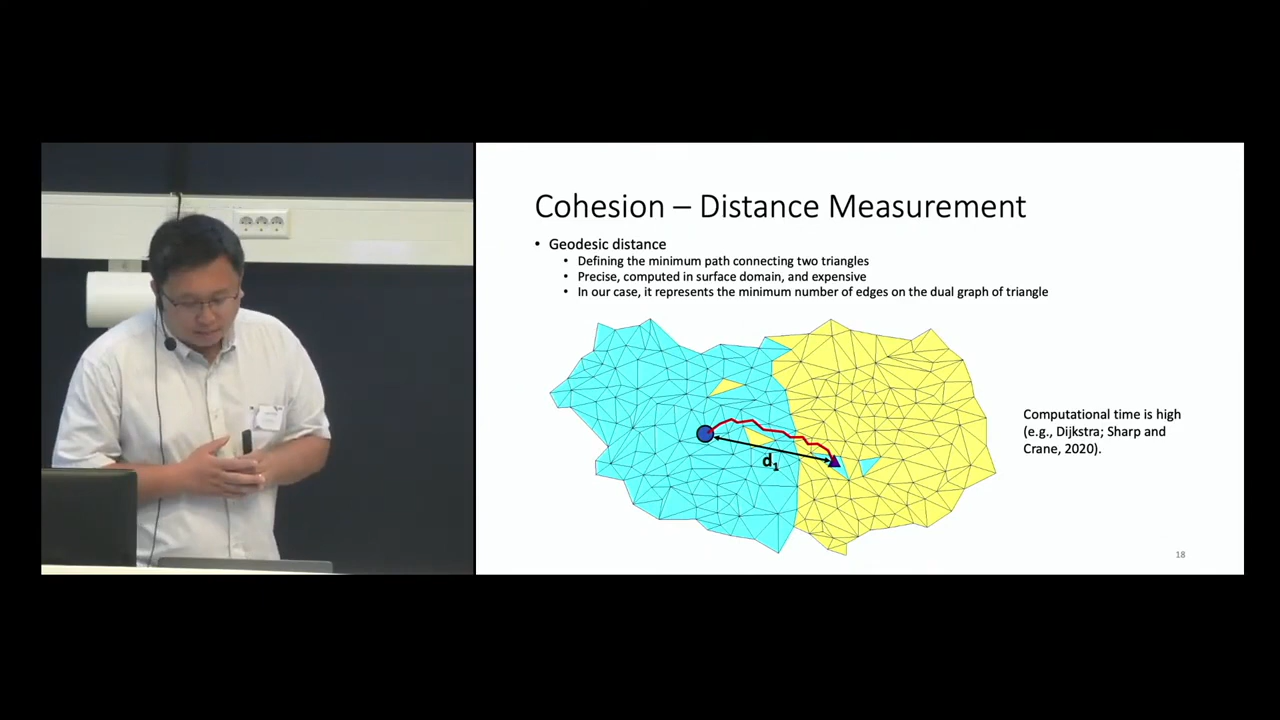 Cohesion – Distance Measurement
• Geodesic distance
• Defining the minimum path connecting two triangles
• Precise, computed in surface domain, and expensive
• In our case, it represents the minimum number of edges on the dual graph of triangle
d1
Computational time is high
(e.g., Dijkstra; Sharp and
Crane, 2020).
18